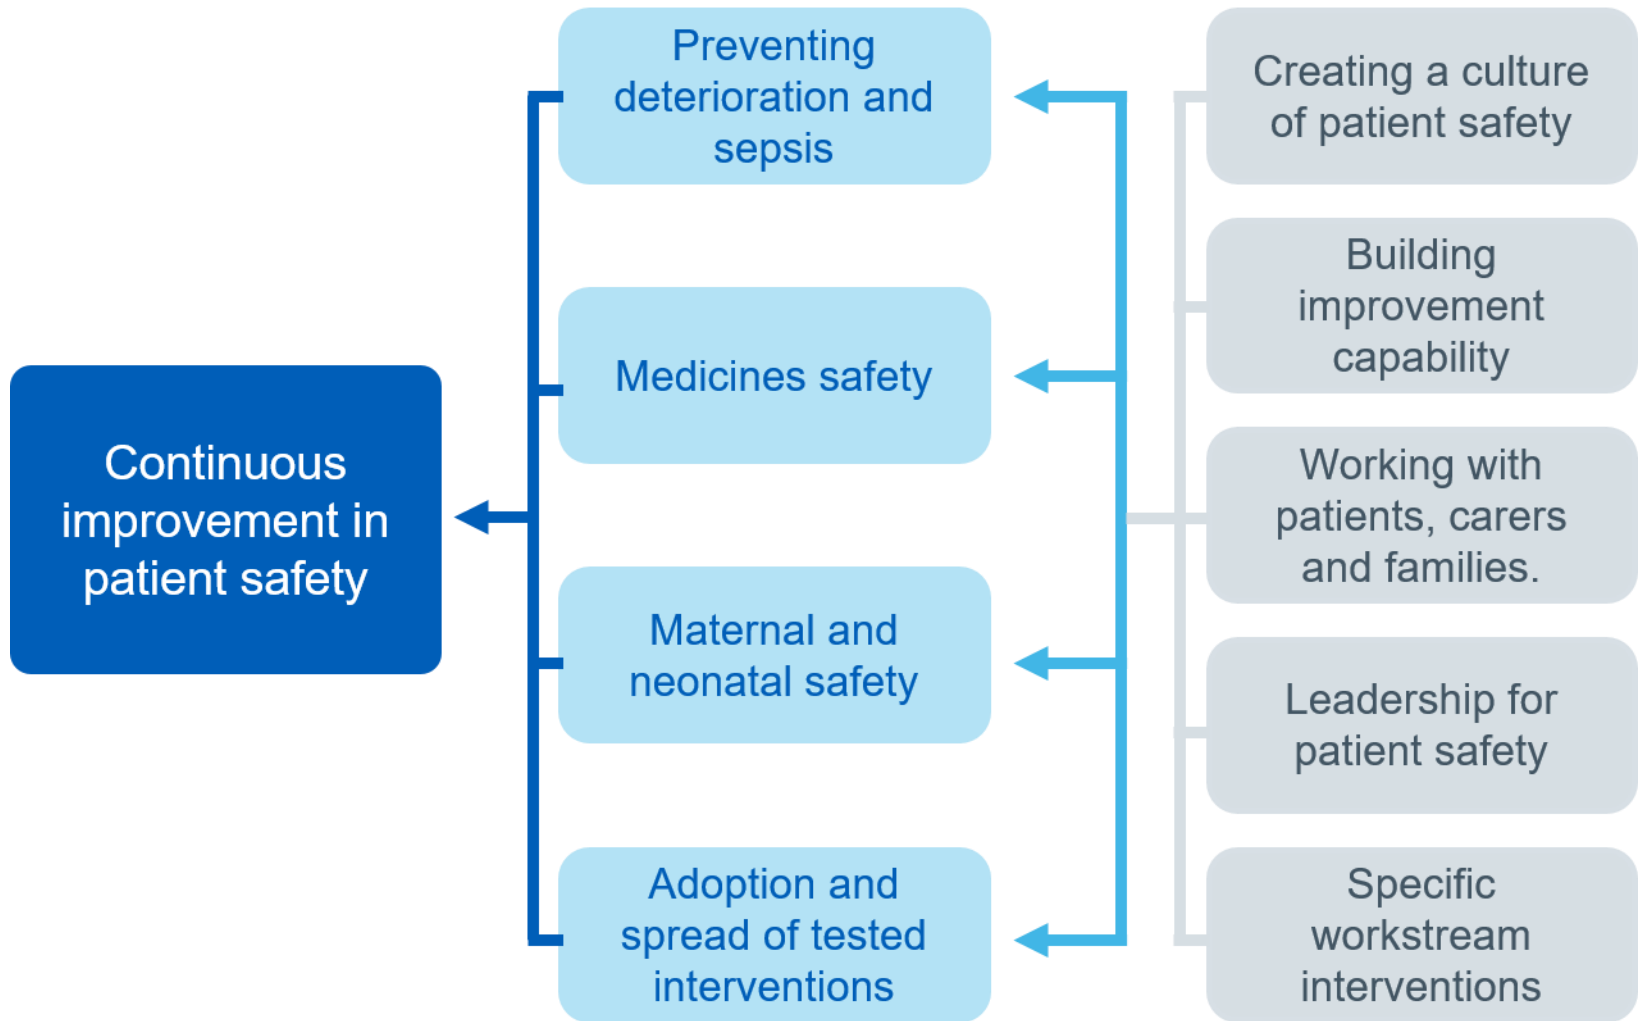 Continuous
improvement in
patient safety
Preventing
deterioration and
sepsis
Medicines safety
Maternal and
neonatal safety
Adoption and
spread of tested
interventions
Creating a culture
of patient safety
Building
improvement
capability
Working with
patients, carers
and families.
Leadership for
patient safety
Specific
workstream
interventions